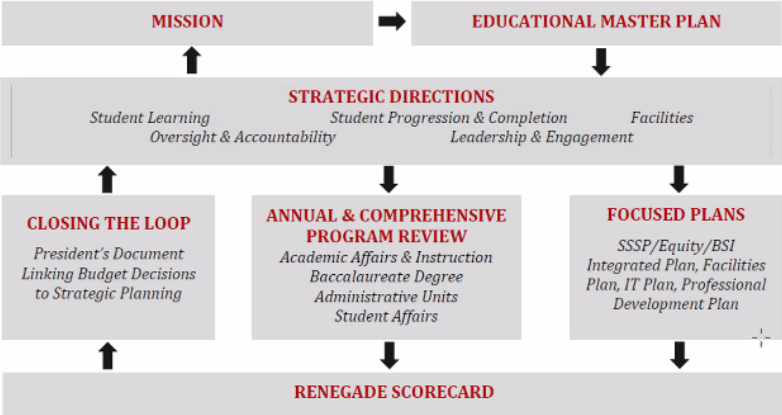 MISSION
EDUCATIONAL MASTER PLAN
STRATEGIC DIRECTIONS
Student Learning Student Progression & Completion Facilities
Oversight & Accountability Leadership & Engagement
CLOSING THE LOOP
President's Document
Linking Budget Decisions
to Strategic Planning
ANNUAL & COMPREHENSIVE
PROGRAM REVIEW
Academic Affairs & Instruction
Baccalaureate Degree
Administrative Units
Student Affairs
FOCUSED PLANS
SSSP/Equity/BSI
Integrated Plan, Facilities
Plan, IT Plan, Professional
Development Plan
RENEGADE SCORECARD